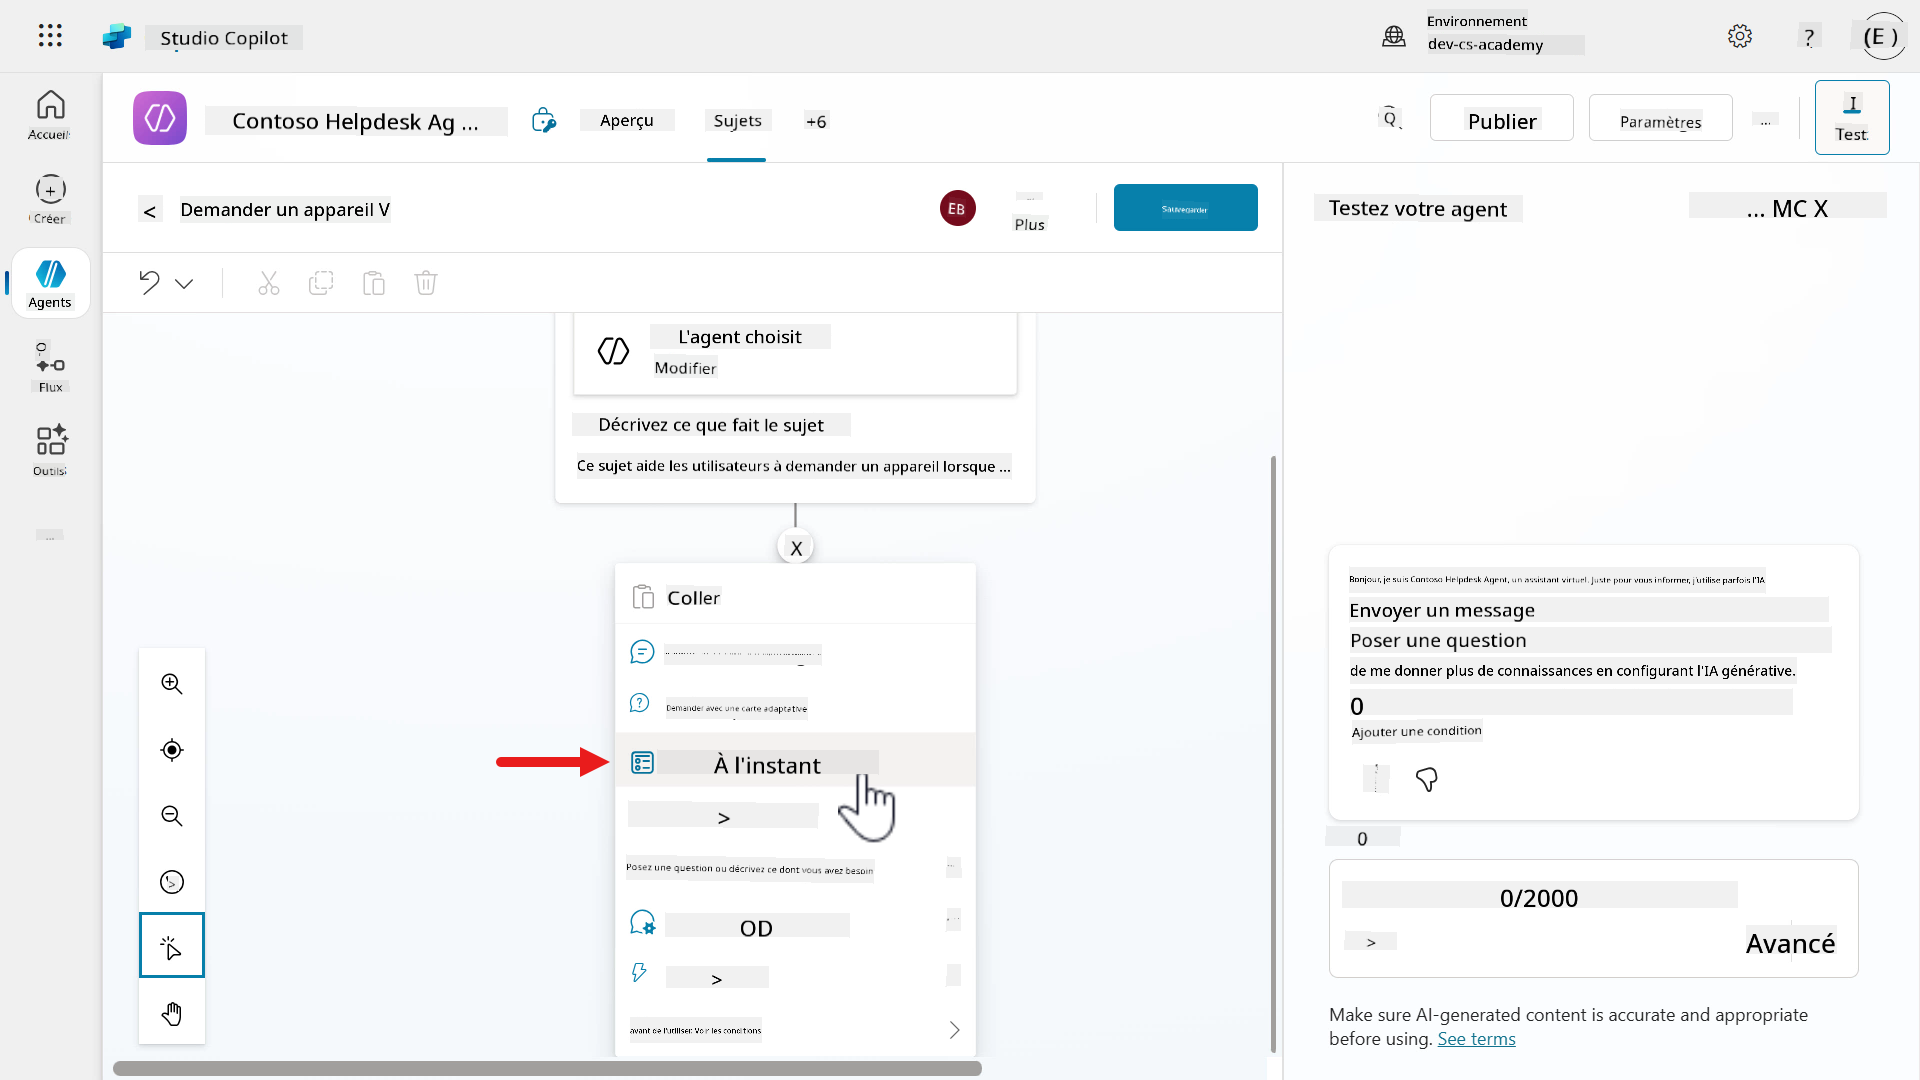 Studio Copilot
Environnement
dev-cs-academy
?
(E )
Accueil
Créer
Agents
Flux
Outils
...
Contoso Helpdesk Ag ...
Aperçu
Sujets
+6
Publier
Paramètres
...
Test
<
Demander un appareil V
EB
Plus
Sauvegarder
L'agent choisit
Modifier
Décrivez ce que fait le sujet
Ce sujet aide les utilisateurs à demander un appareil lorsque ...
X
Coller
Demander avec une carte adaptative
À l'instant
>
Posez une question ou décrivez ce dont vous avez besoin
OD
>
avant de l'utiliser. Voir les conditions
Testez votre agent
... MC X
Bonjour, je suis Contoso Helpdesk Agent, un assistant virtuel. Juste pour vous informer, j'utilise parfois l'IA
Envoyer un message
Poser une question
de me donner plus de connaissances en configurant l'IA générative.
0
Ajouter une condition
0
0/2000
>
Avancé
Make sure AI-generated content is accurate and appropriate
before using. See terms